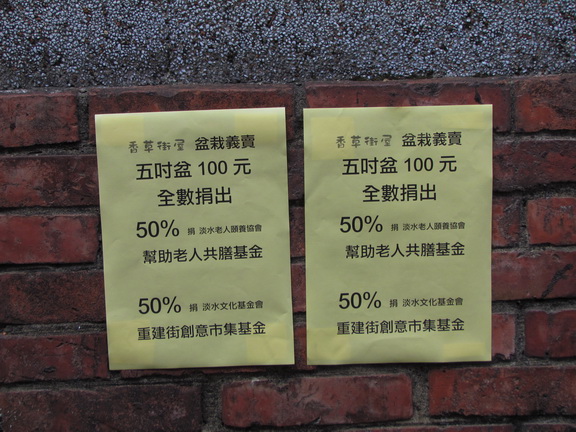 香草街屋 盆栽義賣
五吋盆 100 元
全數捐出
50% 捐 淡水老人頤養協會
幫助老人共膳基金
50% 捐 淡水文化基金會
重建街創意市集基金
香草街屋 盆栽義賣
五吋盆 100 元
全數捐出
50% 捐 淡水老人頤養協會
幫助老人共膳基金
50% 捐 淡水文化基金會
重建街創意市集基金